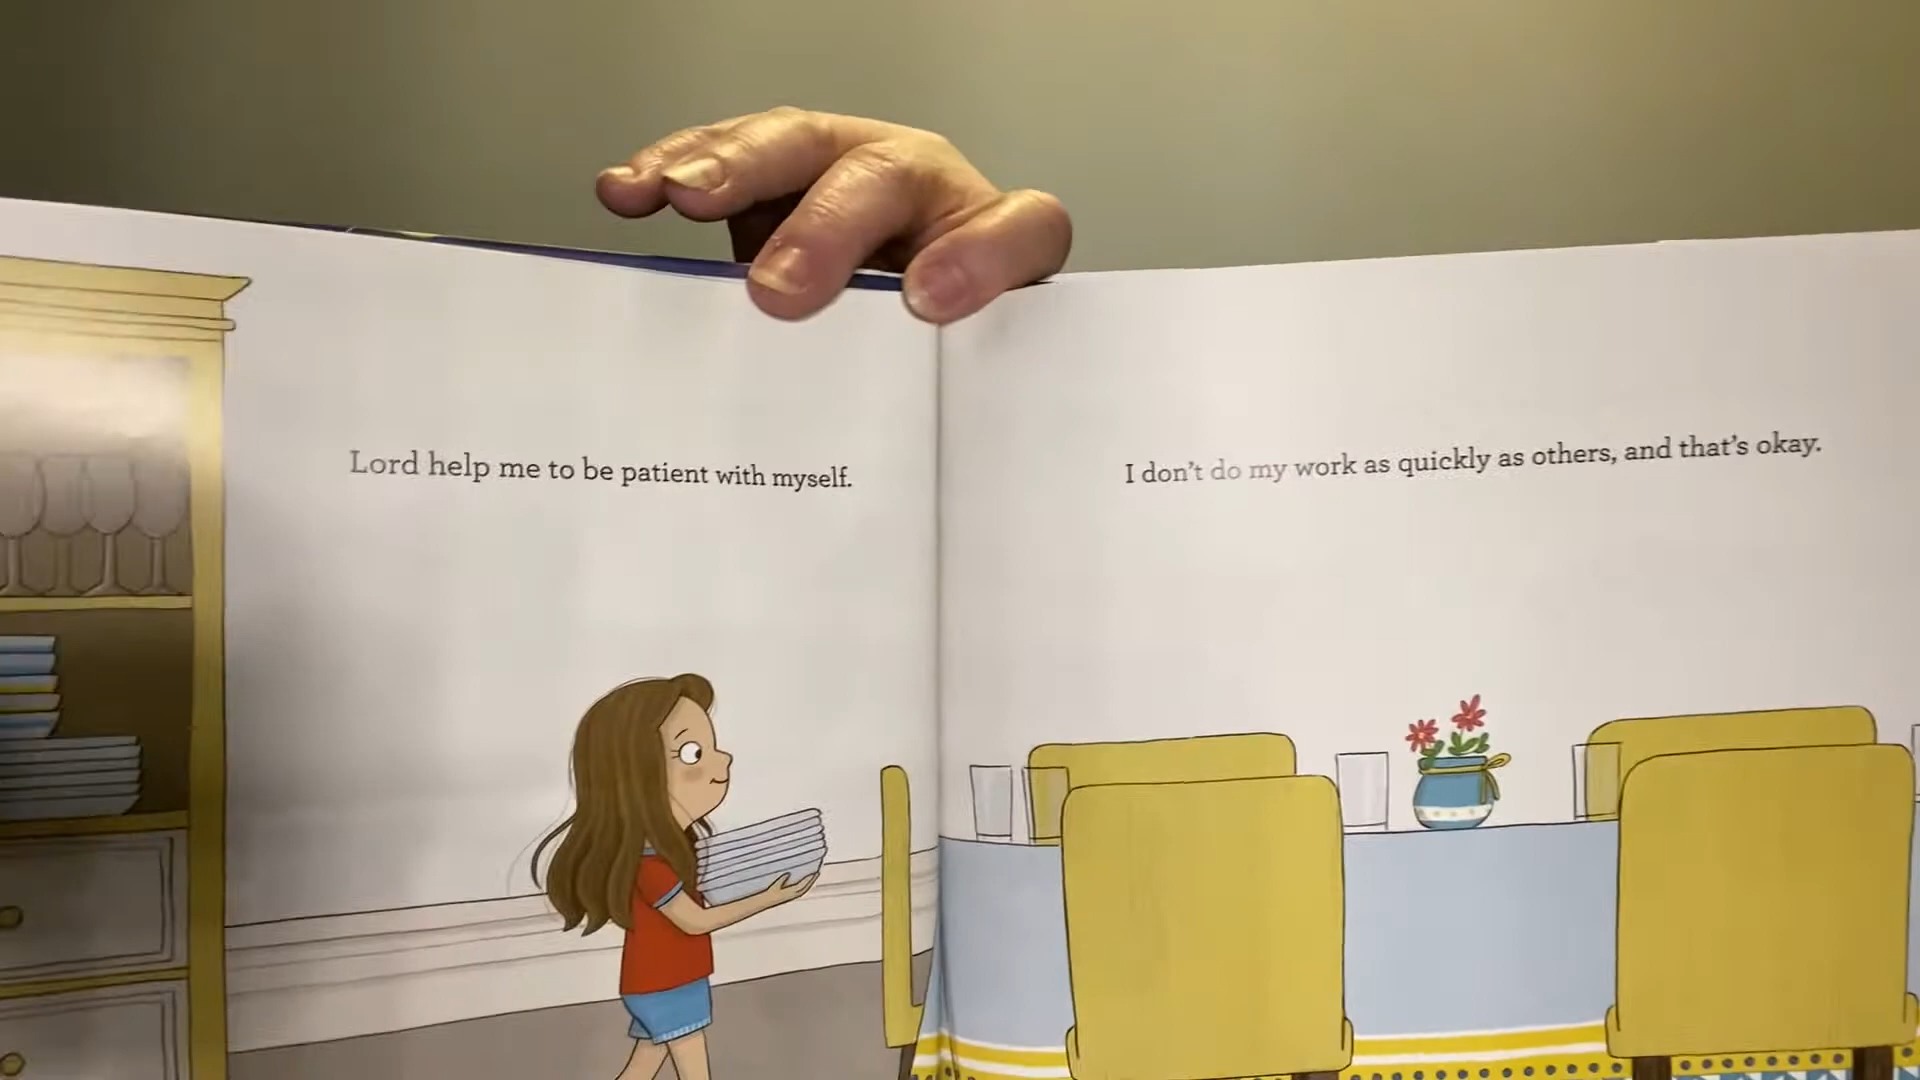 Lord help me to be patient with myself.
I don't do my work as quickly as others, and that's okay.